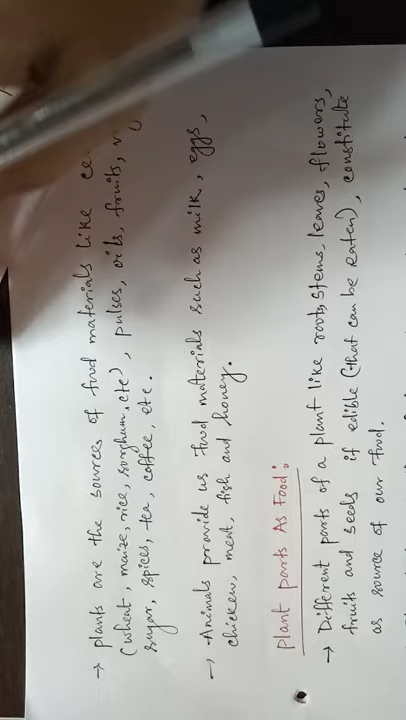 → plants are the sources of food materials like
(wheat, maize, rice, sorghum, etc), pulses, oils, fruits,
sugar, spices, tea, coffee, etc.
→ Animals provide us food materials such as milk, eggs,
chicken, meat, fish and honey.
plant parts As Food:
→ Different parts of a plant like roots, stems, leaves, flowers,
fruits and seeds if edible (that can be eaten), constitute
as source of our food.